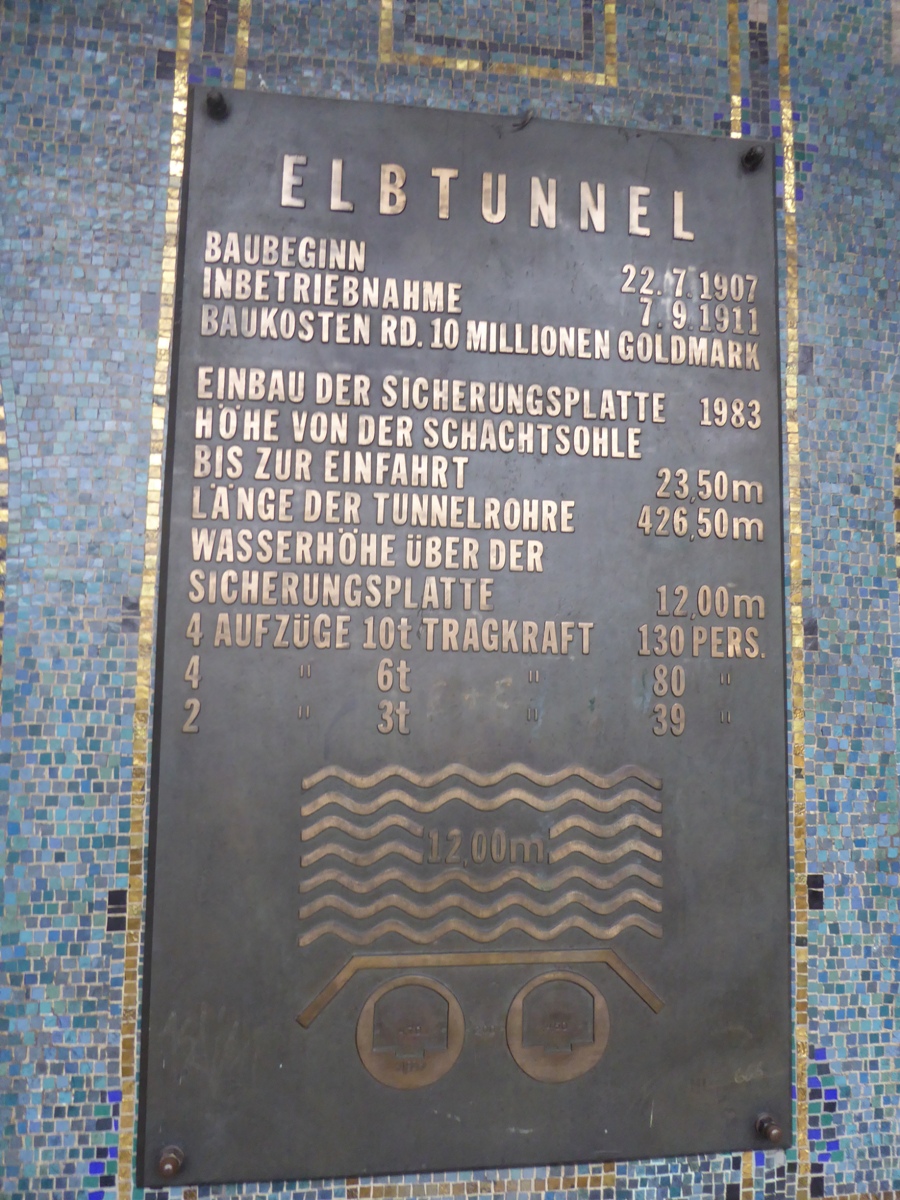 ELBTUNNEL
BAUBEGINN 22.7.1907
INBETRIEBNAHME 7.9.1911
BAUKOSTEN RD. 10 MILLIONEN GOLDMARK
EINBAU DER SICHERUNGSPLATTE 1983
HÖHE VON DER SCHACHTSOHLE
BIS ZUR EINFAHRT 23,50m
LÄNGE DER TUNNELROHRE 426,50m
WASSERHÖHE ÜBER DER
SICHERUNGSPLATTE 12,00m
4 AUFZÜGE 10t TRAGKRAFT 130 PERS.
4 " 6t " 80 "
2 " 3t " 39 "
12,00m